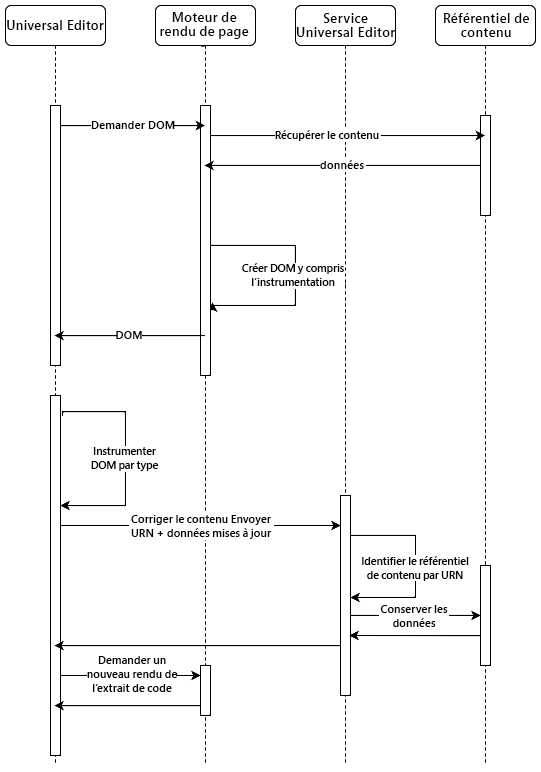 Universal Editor
Moteur de
rendu de page
Service
Universal Editor
Référentiel de
contenu
Demander DOM
Récupérer le contenu
données
Créer DOM y compris
l'instrumentation
DOM
Instrumenter
DOM par type
Corriger le contenu Envoyer
URN + données mises à jour
Identifier le référentiel
de contenu par URN
Conserver les
données
Demander un
nouveau rendu de
l'extrait de code